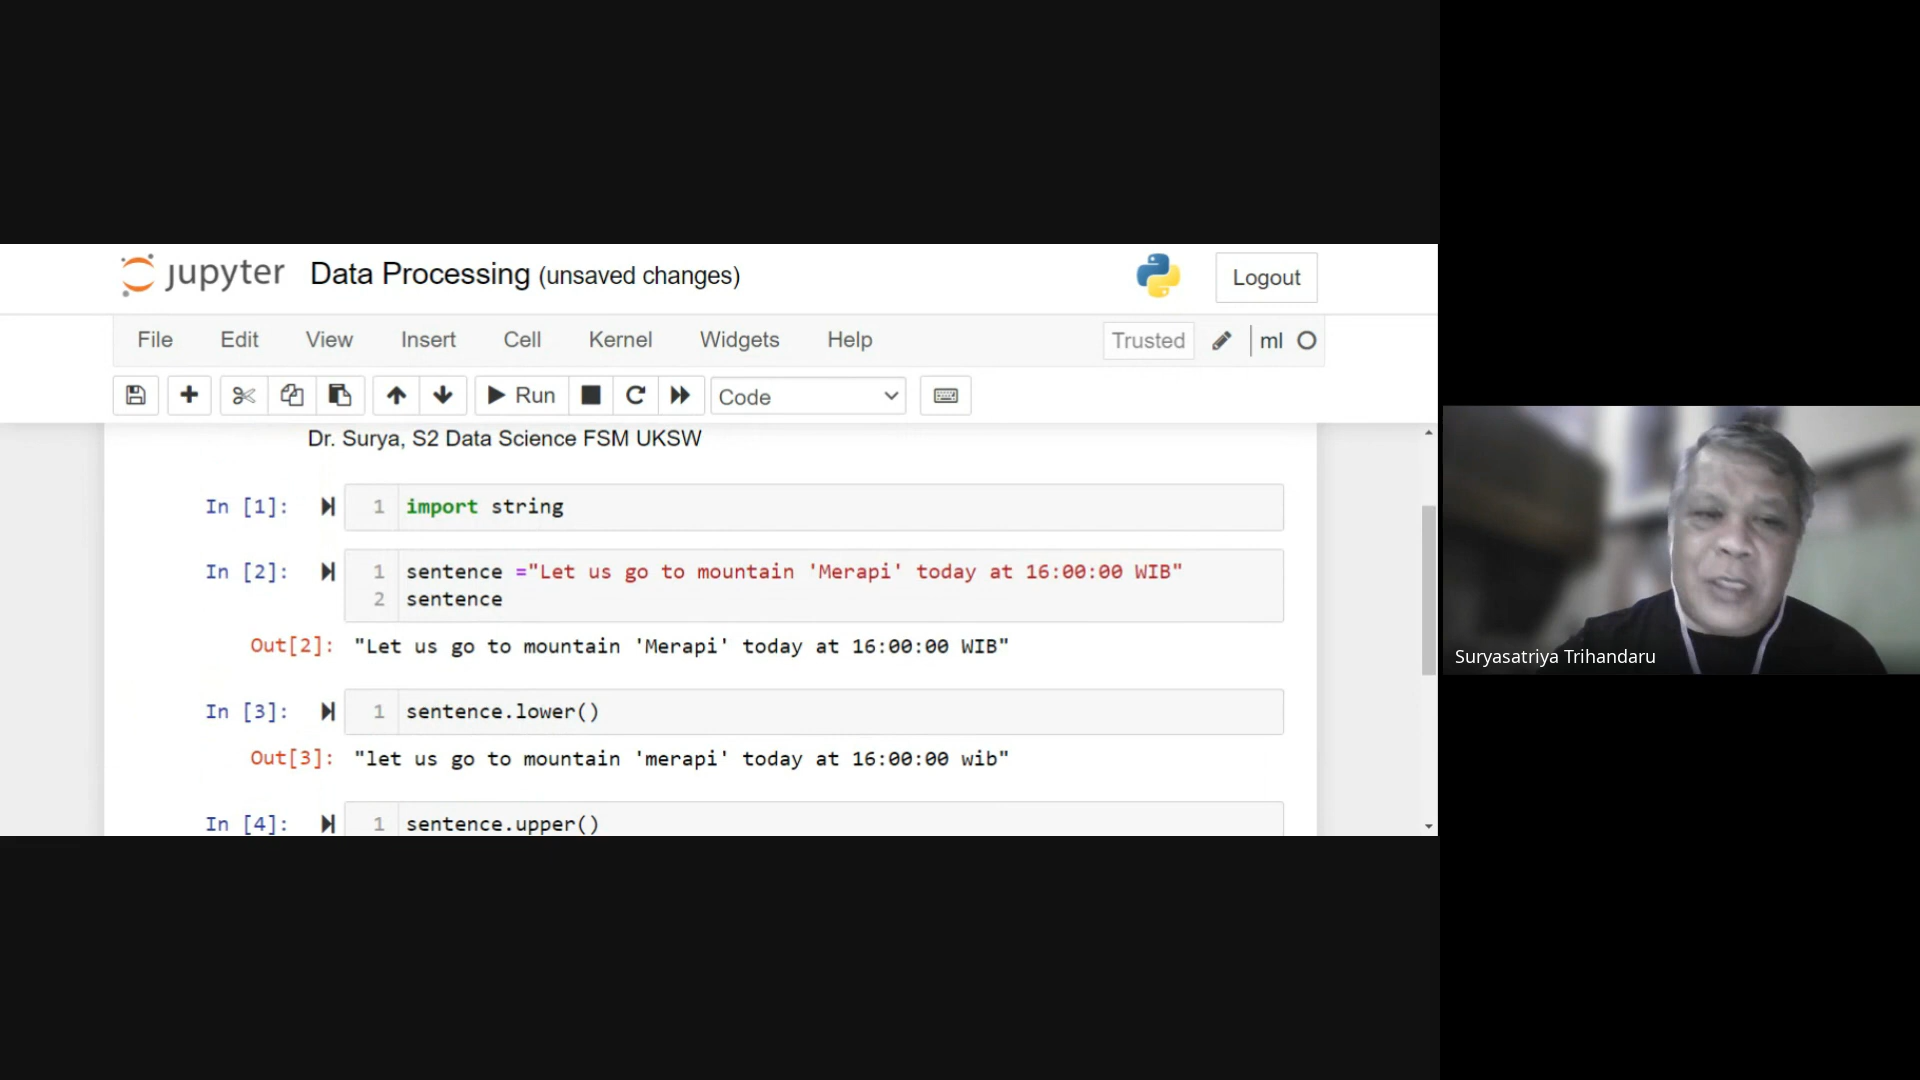 jupyter Data Processing (unsaved changes) Logout
File Edit View Insert Cell Kernel Widgets Help Trusted ml
Run Code
Dr. Surya, S2 Data Science FSM UKSW
In [1]: 1 import string
In [2]: 1 sentence ="Let us go to mountain 'Merapi' today at 16:00:00 WIB"
2 sentence
Out[2]: "Let us go to mountain 'Merapi' today at 16:00:00 WIB"
In [3]: 1 sentence.lower()
Out[3]: "let us go to mountain 'merapi' today at 16:00:00 wib"
In [4]: 1 sentence.upper()
Suryasatriya Trihandaru